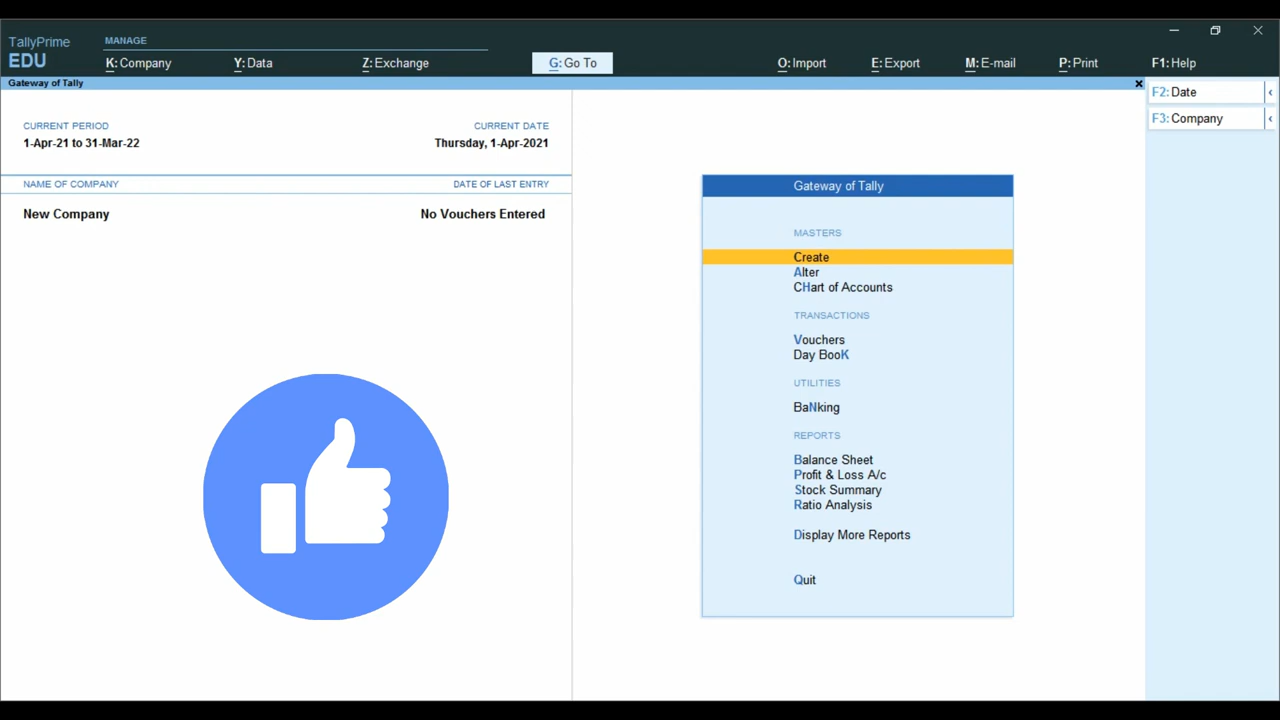 TallyPrime
EDU
MANAGE
K: Company
Y: Data
Z: Exchange
G: Go To
O: Import
E: Export
M: E-mail
P: Print
F1: Help
Gateway of Tally
F2: Date
F3: Company
CURRENT PERIOD
CURRENT DATE
1-Apr-21 to 31-Mar-22
Thursday, 1-Apr-2021
NAME OF COMPANY
DATE OF LAST ENTRY
New Company
No Vouchers Entered
Gateway of Tally
MASTERS
Create
Alter
CHart of Accounts
TRANSACTIONS
Vouchers
Day BooK
UTILITIES
BaNking
REPORTS
Balance Sheet
Profit & Loss A/c
Stock Summary
Ratio Analysis
Display More Reports
Quit